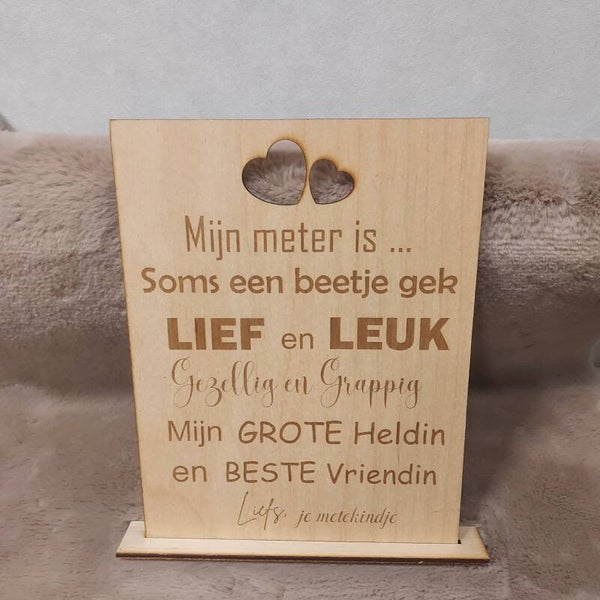 Mijn meter is ...
Soms een beetje gek
LIEF en LEUK
Gezellig en Grappig
Mijn GROTE Heldin
en BESTE Vriendin
Liefs, je metekindje